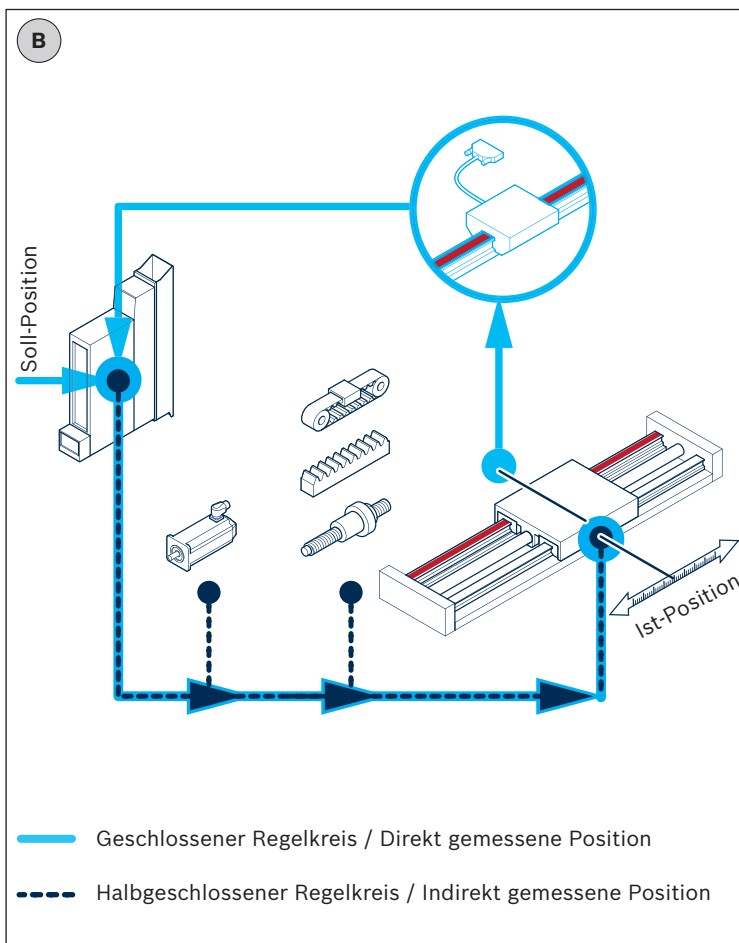 B
Soll-Position
Ist-Position
Geschlossener Regelkreis / Direkt gemessene Position
Halbgeschlossener Regelkreis / Indirekt gemessene Position